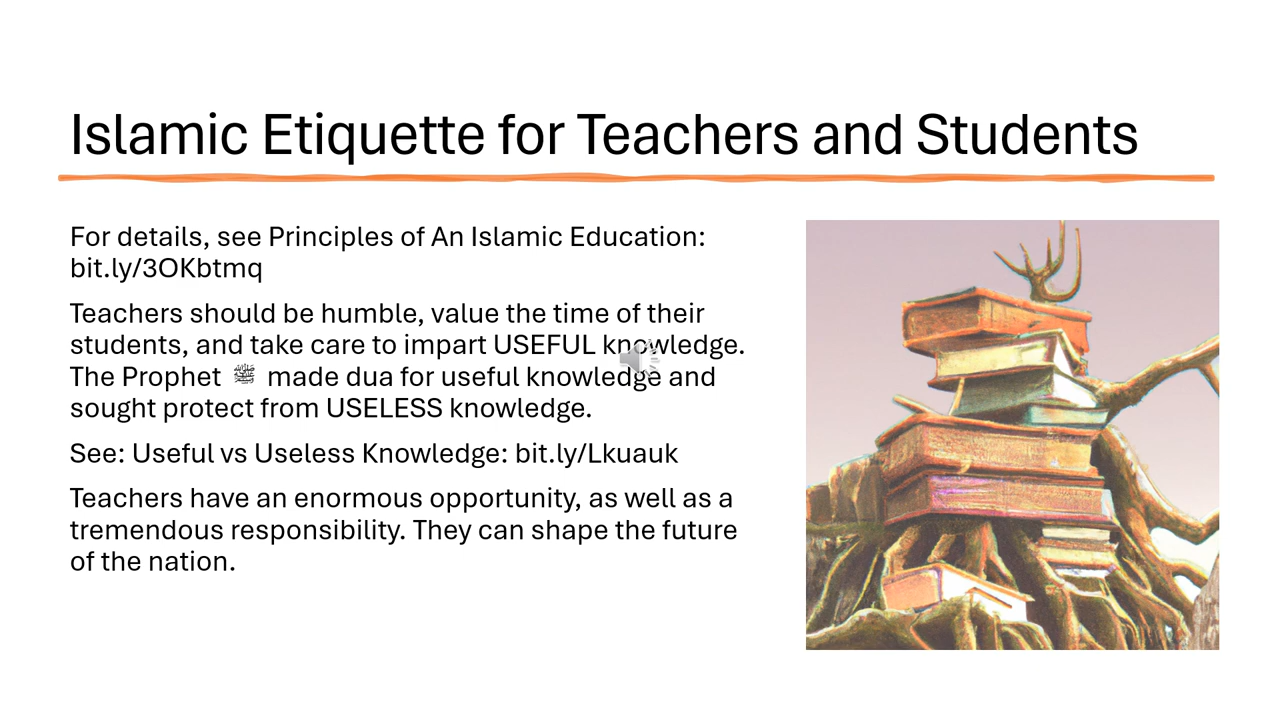 Islamic Etiquette for Teachers and Students
For details, see Principles of An Islamic Education:
bit.ly/3OKbtmq
Teachers should be humble, value the time of their
students, and take care to impart USEFUL knowledge.
The Prophet ﷺ made dua for useful knowledge and
sought protect from USELESS knowledge.
See: Useful vs Useless Knowledge: bit.ly/Lkuauk
Teachers have an enormous opportunity, as well as a
tremendous responsibility. They can shape the future
of the nation.